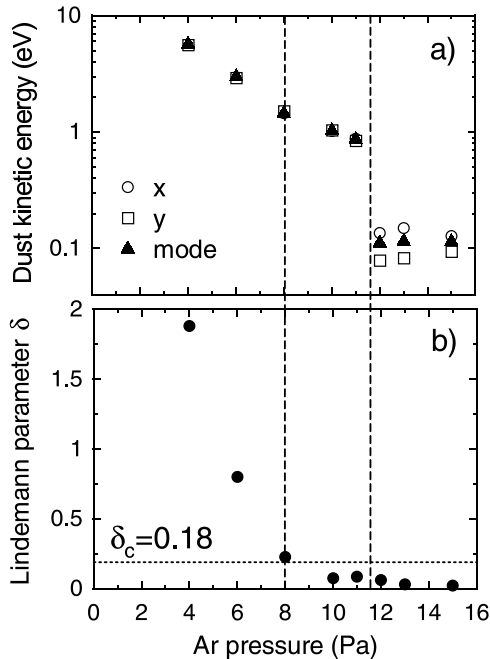 a)
10
1
0.1
Dust kinetic energy (eV)
x
y
mode
b)
2
1.5
1
0.5
0
Lindemann parameter δ
δc=0.18
0 2 4 6 8 10 12 14 16
Ar pressure (Pa)